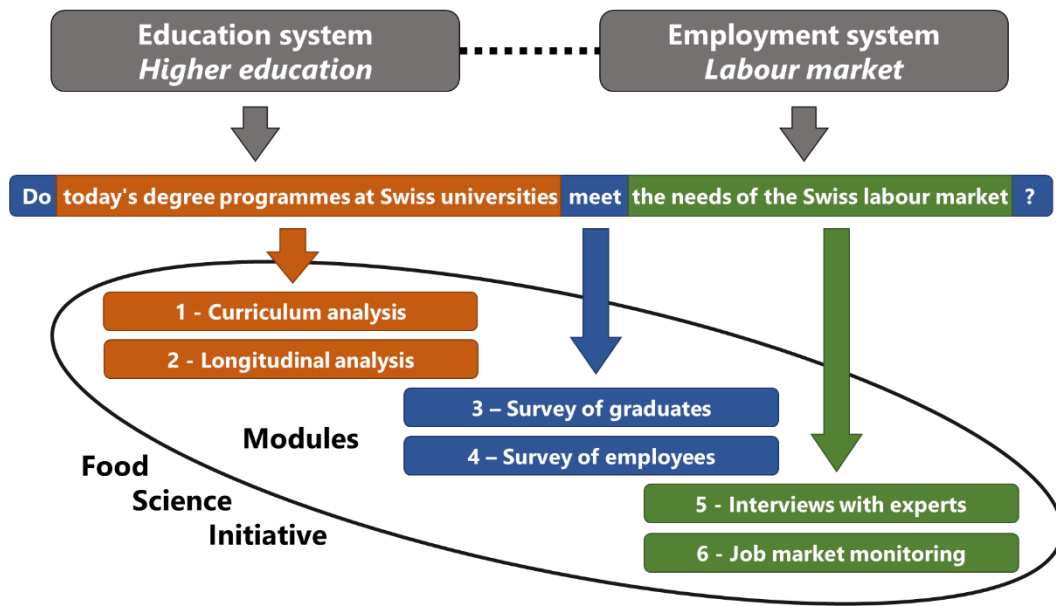 Education system
Higher education
Employment system
Labour market
Do today's degree programmes at Swiss universities meet the needs of the Swiss labour market ?
1 - Curriculum analysis
2 - Longitudinal analysis
3 – Survey of graduates
4 – Survey of employees
5 - Interviews with experts
6 - Job market monitoring
Modules
Food
Science
Initiative